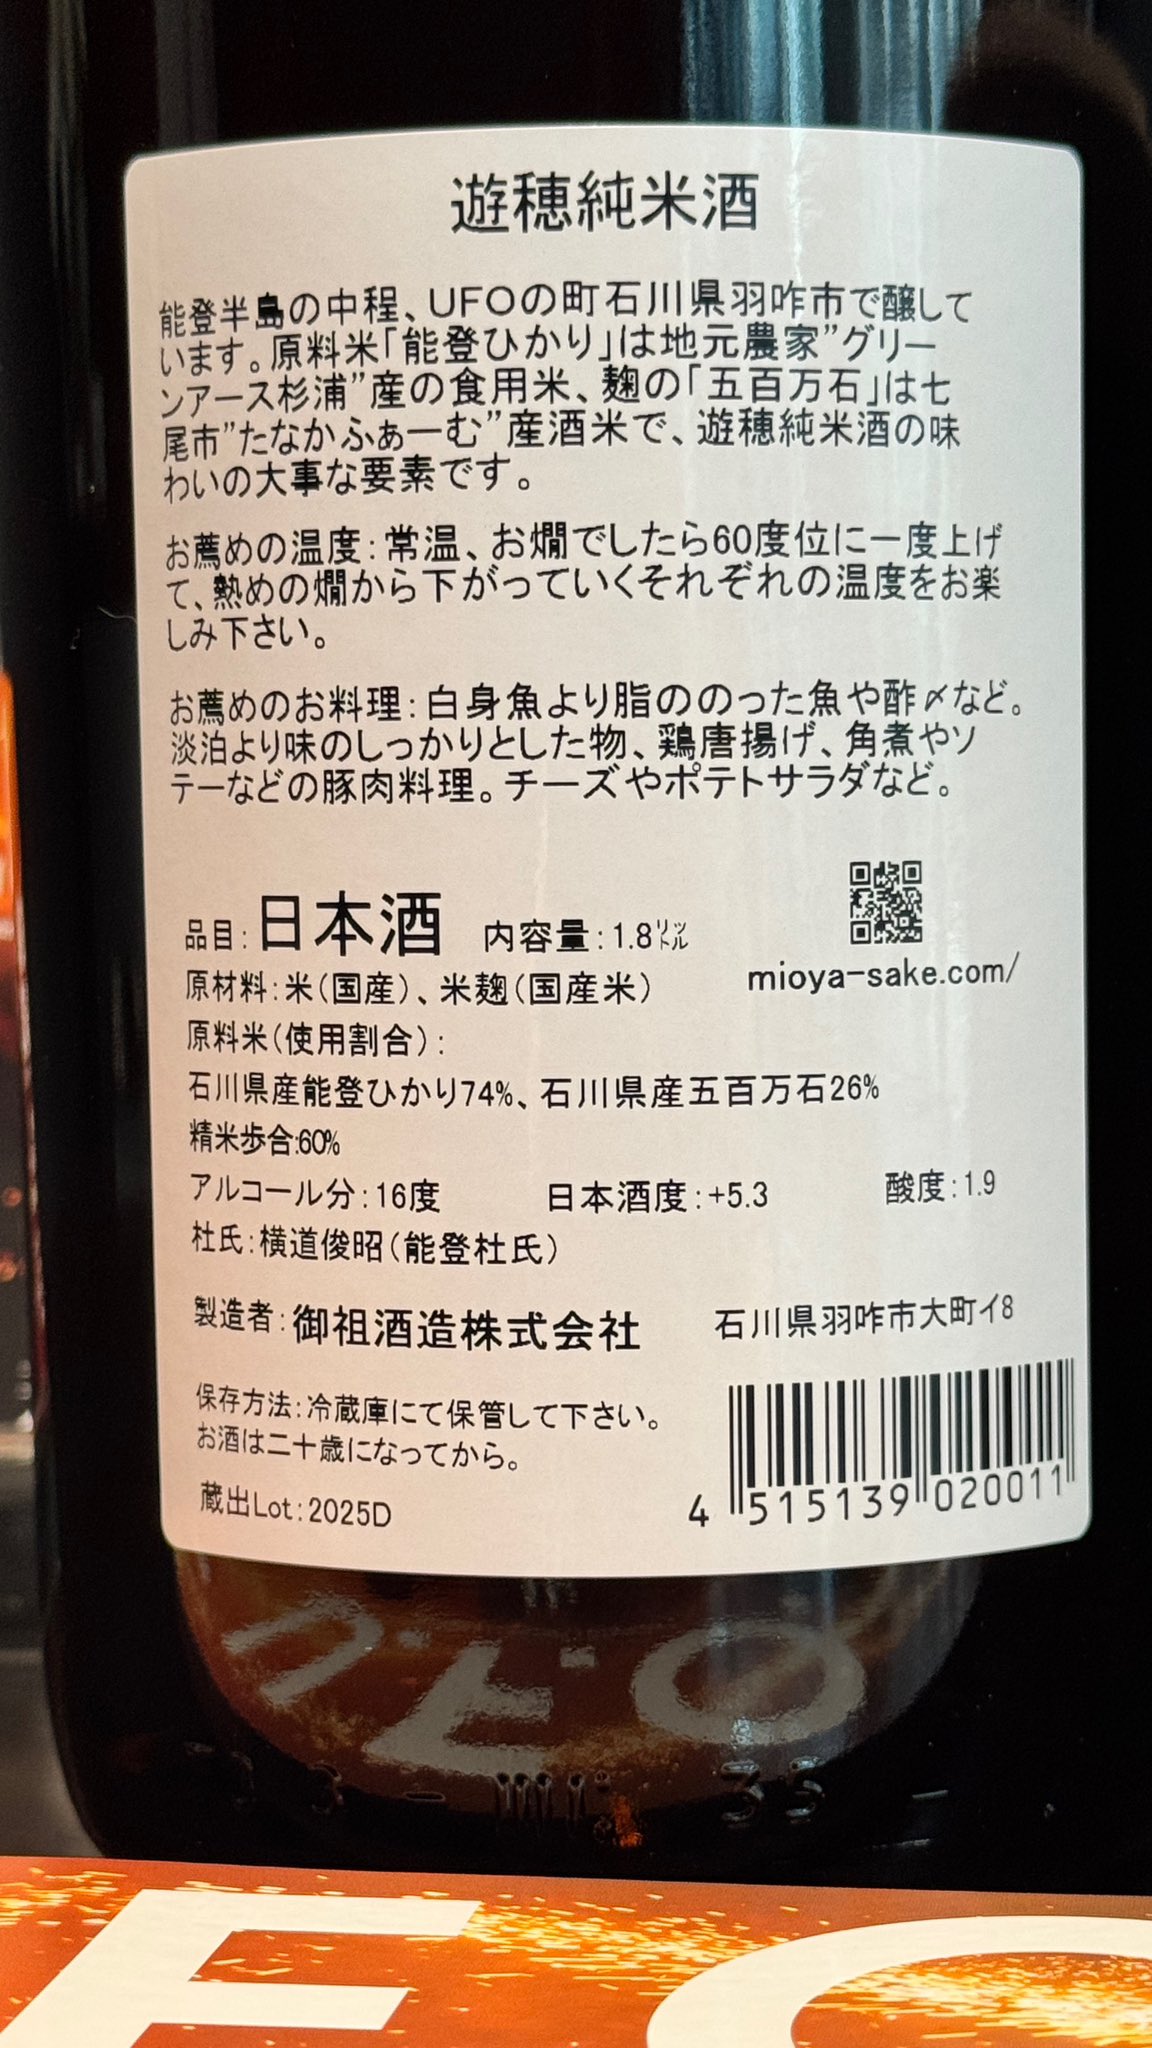 遊穂純米酒
能登半島の中程、UFOの町石川県羽咋市で醸して
います。原料米「能登ひかり」は地元農家”グリー
ンアース杉浦”産の食用米、麹の「五百万石」は七
尾市”たなかふぁーむ”産酒米で、遊穂純米酒の味
わいの大事な要素です。
お薦めの温度:常温、お燗でしたら60度位に一度上げ
て、熱めの燗から下がっていくそれぞれの温度をお楽
しみ下さい。
お薦めのお料理:白身魚より脂ののった魚や酢〆など。
淡泊より味のしっかりとした物、鶏唐揚げ、角煮やソ
テーなどの豚肉料理。チーズやポテトサラダなど。
品目:日本酒 内容量:1.8㍑
mioya-sake.com/
原材料:米(国産)、米麹(国産米)
原料米(使用割合):
石川県産能登ひかり74%、石川県産五百万石26%
精米歩合:60%
アルコール分:16度 日本酒度:+5.3 酸度:1.9
杜氏:横道俊昭(能登杜氏)
製造者:御祖酒造株式会社 石川県羽咋市大町イ8
保存方法:冷蔵庫にて保管して下さい。
お酒は二十歳になってから。
蔵出Lot:2025D
4 515139 020011